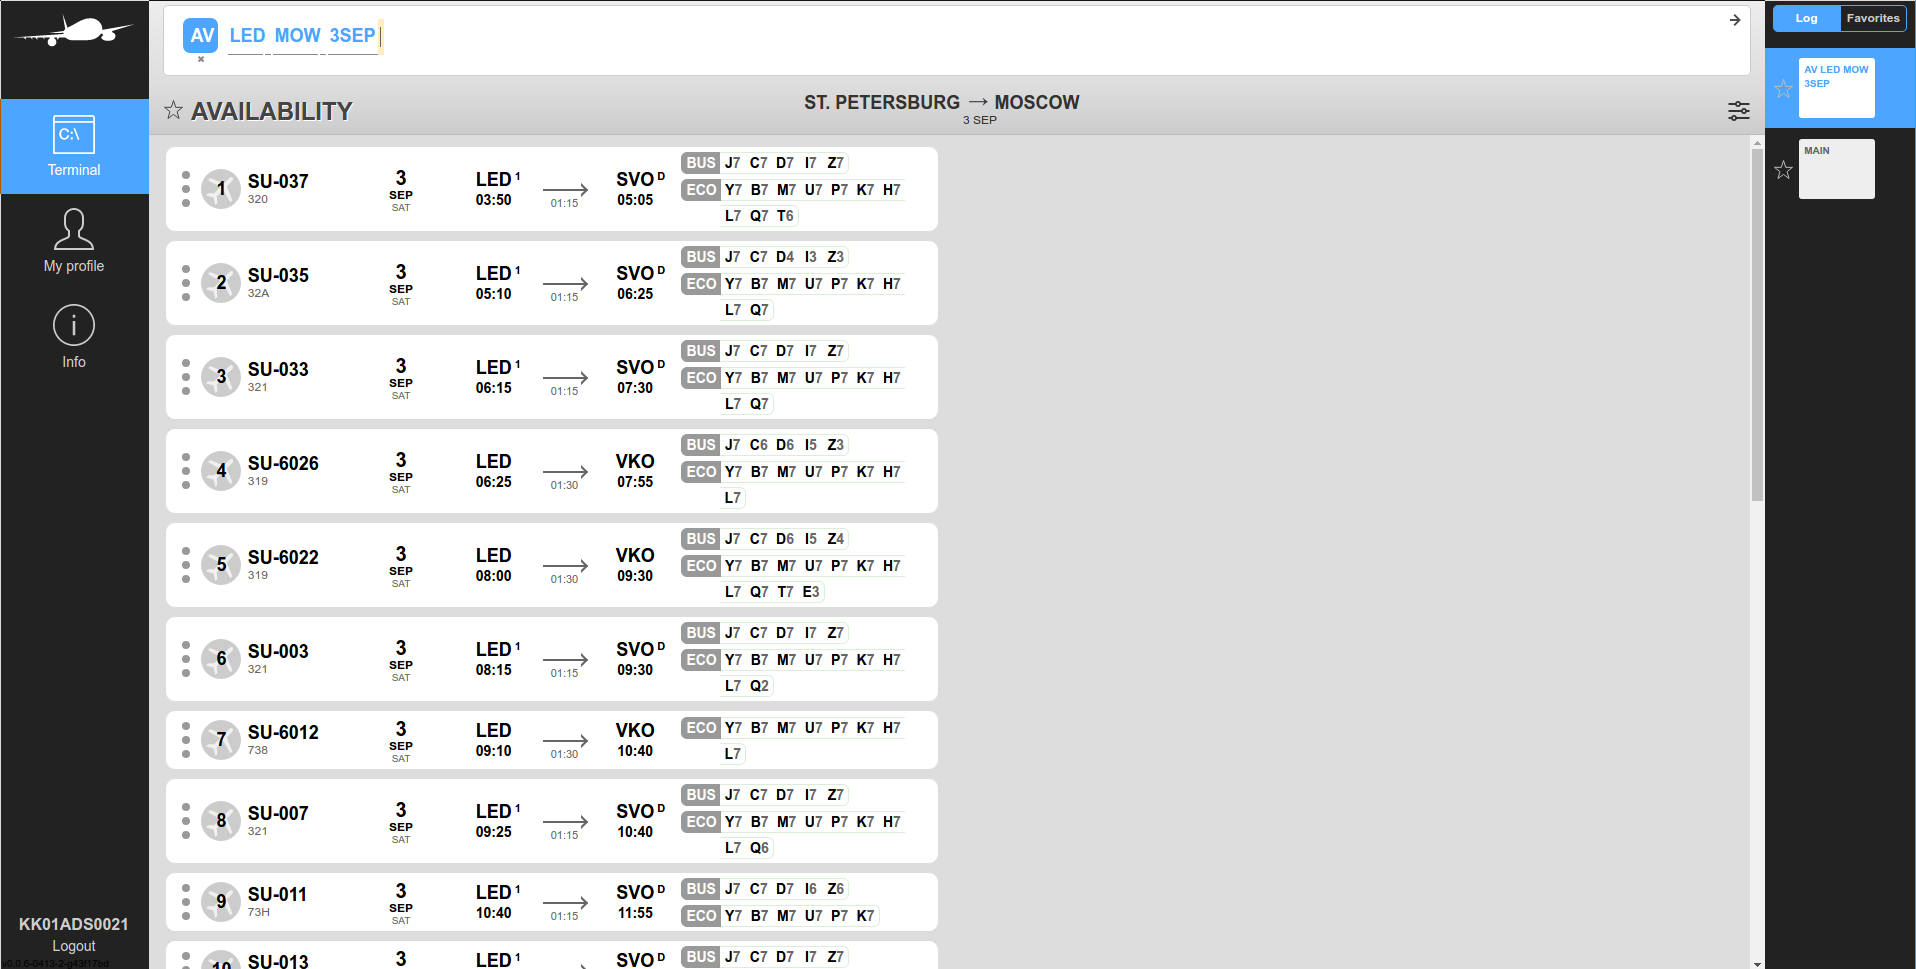 AV LED MOW 3SEP
Log Favorites
AV LED MOW
3SEP
MAIN
C:\
Terminal
My profile
Info
KK01ADS0021
Logout
v0.0.6-0413-2-g43f17bd
AVAILABILITY
ST. PETERSBURG → MOSCOW
3 SEP
1 SU-037 320 3 SEP SAT LED 1 03:50 01:15 SVO D 05:05
BUS J7 C7 D7 I7 Z7
ECO Y7 B7 M7 U7 P7 K7 H7
L7 Q7 T6
2 SU-035 32A 3 SEP SAT LED 1 05:10 01:15 SVO D 06:25
BUS J7 C7 D4 I3 Z3
ECO Y7 B7 M7 U7 P7 K7 H7
L7 Q7
3 SU-033 321 3 SEP SAT LED 1 06:15 01:15 SVO D 07:30
BUS J7 C7 D7 I7 Z7
ECO Y7 B7 M7 U7 P7 K7 H7
L7 Q7
4 SU-6026 319 3 SEP SAT LED 06:25 01:30 VKO 07:55
BUS J7 C6 D6 I5 Z3
ECO Y7 B7 M7 U7 P7 K7 H7
L7
5 SU-6022 319 3 SEP SAT LED 08:00 01:30 VKO 09:30
BUS J7 C7 D6 I5 Z4
ECO Y7 B7 M7 U7 P7 K7 H7
L7 Q7 T7 E3
6 SU-003 321 3 SEP SAT LED 1 08:15 01:15 SVO D 09:30
BUS J7 C7 D7 I7 Z7
ECO Y7 B7 M7 U7 P7 K7 H7
L7 Q2
7 SU-6012 738 3 SEP SAT LED 09:10 01:30 VKO 10:40
ECO Y7 B7 M7 U7 P7 K7 H7
L7
8 SU-007 321 3 SEP SAT LED 1 09:25 01:15 SVO D 10:40
BUS J7 C7 D7 I7 Z7
ECO Y7 B7 M7 U7 P7 K7 H7
L7 Q6
9 SU-011 73H 3 SEP SAT LED 1 10:40 01:15 SVO D 11:55
BUS J7 C7 D7 I6 Z6
ECO Y7 B7 M7 U7 P7 K7
10 SU-013 3 LED 1 SVO D
BUS J7 C7 D7 I7 Z7